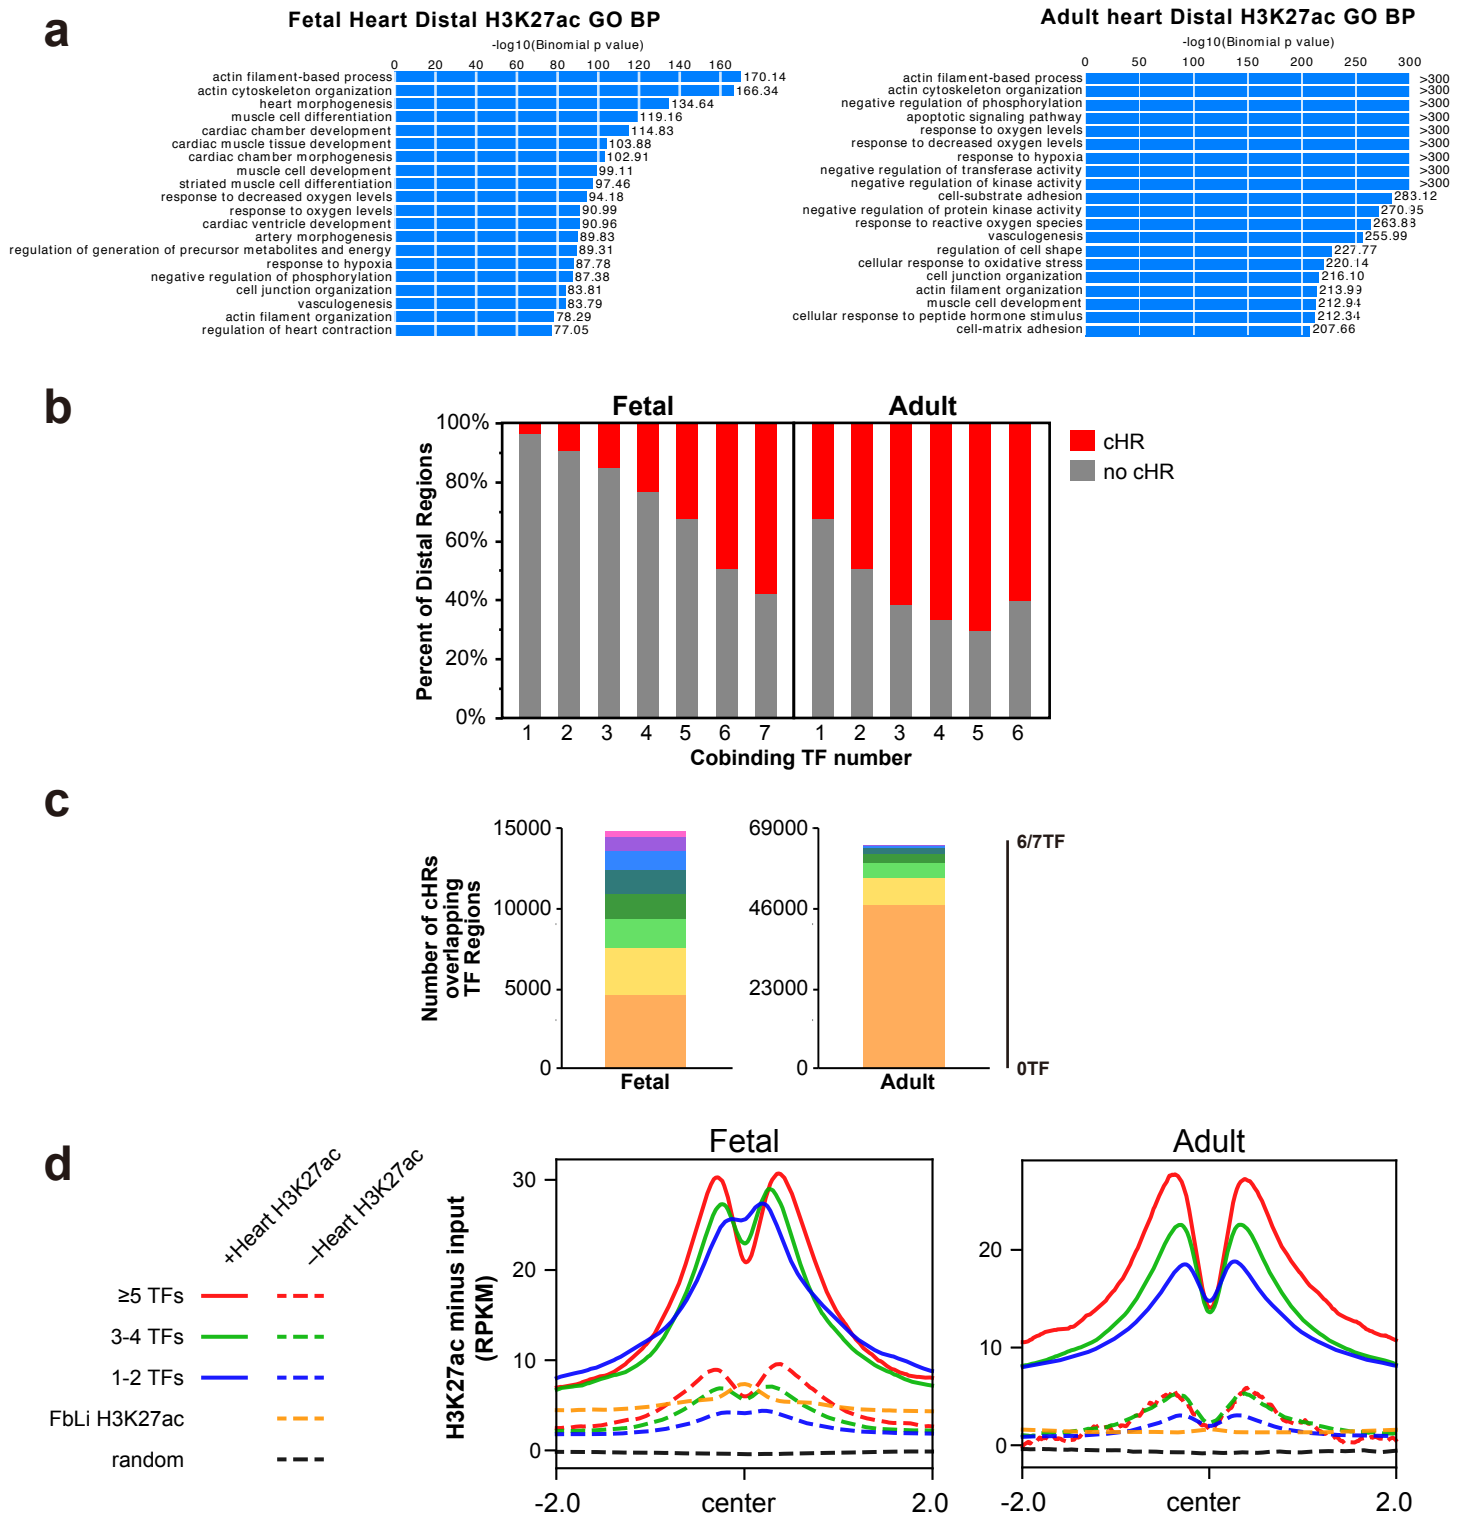 a
Fetal Heart Distal H3K27ac GO BP
-log10(Binomial p value)
0 20 40 60 80 100 120 140 160
actin filament-based process 170.14
actin cytoskeleton organization 166.34
heart morphogenesis 134.64
muscle cell differentiation 119.16
cardiac chamber development 114.83
cardiac muscle tissue development 103.88
cardiac chamber morphogenesis 102.91
muscle cell development 99.11
striated muscle cell differentiation 97.46
response to decreased oxygen levels 94.18
response to oxygen levels 90.99
cardiac ventricle development 90.96
artery morphogenesis 89.83
regulation of generation of precursor metabolites and energy 89.31
response to hypoxia 87.78
negative regulation of phosphorylation 87.38
cell junction organization 83.81
vasculogenesis 83.79
actin filament organization 78.29
regulation of heart contraction 77.05
Adult heart Distal H3K27ac GO BP
-log10(Binomial p value)
0 50 100 150 200 250 300
actin filament-based process >300
actin cytoskeleton organization >300
negative regulation of phosphorylation >300
apoptotic signaling pathway >300
response to oxygen levels >300
response to decreased oxygen levels >300
response to hypoxia >300
negative regulation of transferase activity >300
negative regulation of kinase activity >300
cell-substrate adhesion 283.12
negative regulation of protein kinase activity 270.95
response to reactive oxygen species 263.83
vasculogenesis 255.99
regulation of cell shape 227.77
cellular response to oxidative stress 220.14
cell junction organization 216.10
actin filament organization 213.99
muscle cell development 212.94
cellular response to peptide hormone stimulus 212.34
cell-matrix adhesion 207.66
b
Fetal Adult
Percent of Distal Regions
100%
80%
60%
40%
20%
0%
1 2 3 4 5 6 7 1 2 3 4 5 6
Cobinding TF number
cHR
no cHR
c
Number of cHRs
overlapping
TF Regions
15000
10000
5000
0
Fetal
69000
46000
23000
0
Adult
6/7TF
0TF
d
+Heart H3K27ac
–Heart H3K27ac
≥5 TFs
3-4 TFs
1-2 TFs
FbLi H3K27ac
random
H3K27ac minus input
(RPKM)
Fetal
30
20
10
0
-2.0 center 2.0
Adult
20
10
0
-2.0 center 2.0